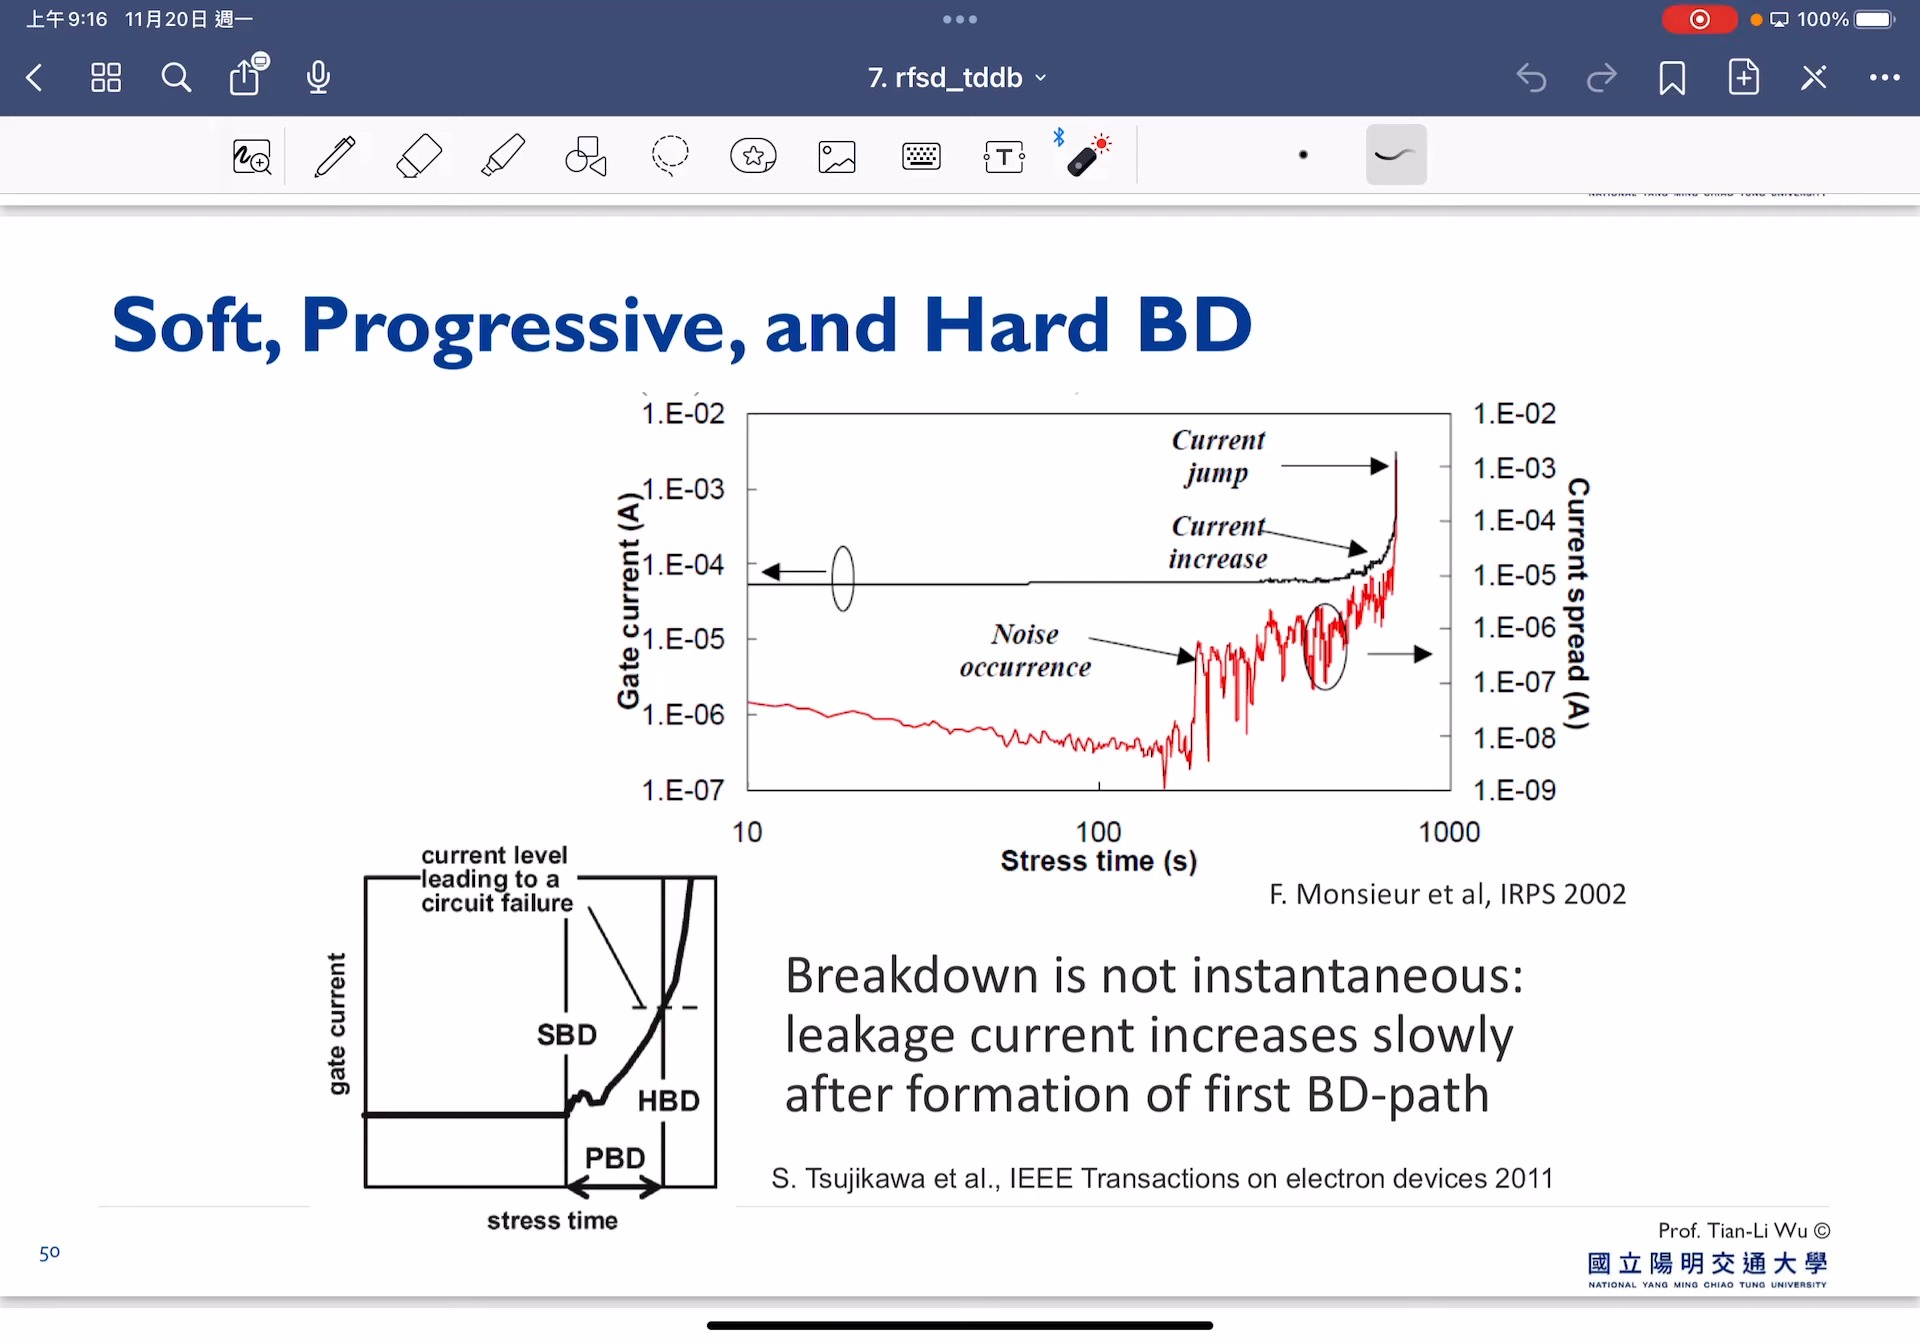 上午9:16 11月20日 週一
100%
7. rfsd_tddb
T
Soft, Progressive, and Hard BD
1.E-02
1.E-03
1.E-04
1.E-05
1.E-06
1.E-07
Gate current (A)
Current
jump
Current
increase
Noise
occurrence
1.E-02
1.E-03
1.E-04
1.E-05
1.E-06
1.E-07
1.E-08
1.E-09
Current spread (A)
10 100 1000
Stress time (s)
F. Monsieur et al, IRPS 2002
current level
leading to a
circuit failure
gate current
SBD
HBD
PBD
stress time
Breakdown is not instantaneous:
leakage current increases slowly
after formation of first BD-path
S. Tsujikawa et al., IEEE Transactions on electron devices 2011
50
Prof. Tian-Li Wu ©
國立陽明交通大學
NATIONAL YANG MING CHIAO TUNG UNIVERSITY